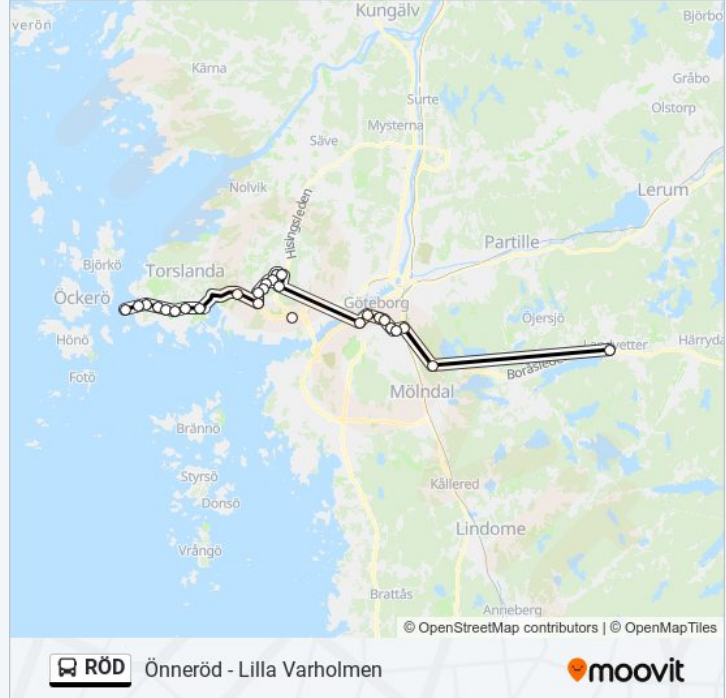 Kungälv
verön
Björbo
Kärna
Gråbo
Surte
Olstorp
Mysterna
Säve
Nolvik
Hisingsleden
Lerum
Partille
Björkö
Torslanda
Öckerö
Göteborg
Öjersjö
Hönö
Landvetter
Härryda
Boråsleden
Fotö
Mölndal
Brännö
Styrsö
Kållered
Donsö
Lindome
Vrångö
Brattås
Anneberg
© OpenStreetMap contributors | © OpenMapTiles
RÖD Önneröd - Lilla Varholmen moovit